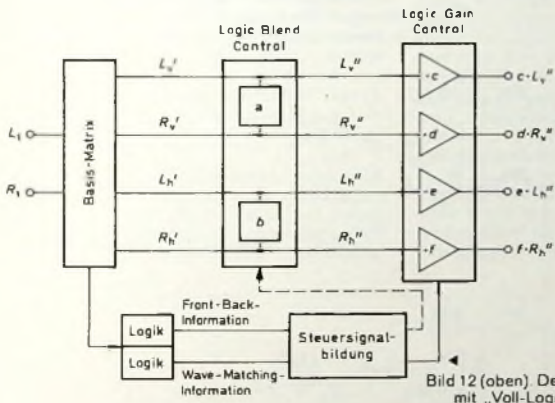 Logic Blend
Control
Logic Gain
Control
Basis-Matrix
L₁
R₁
Lᵥ'
Rᵥ'
Lₕ'
Rₕ'
a
b
Lᵥ"
Rᵥ"
Lₕ"
Rₕ"
·c
·d
·e
·f
c·Lᵥ"
d·Rᵥ"
e·Lₕ"
f·Rₕ"
Front-Back-
Information
Logik
Logik
Wave-Matching-
Information
Steuersignal-
bildung
Bild 12 (oben). De
mit „Voll-Log